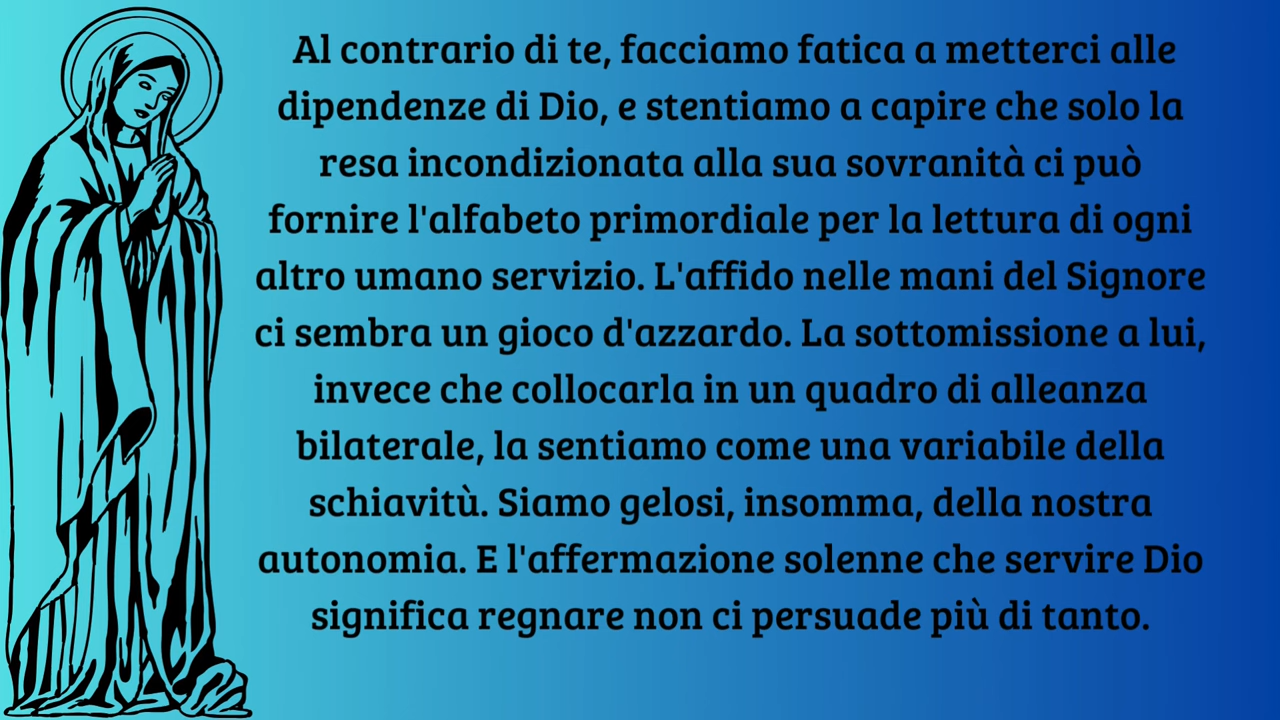 Al contrario di te, facciamo fatica a metterci alle
dipendenze di Dio, e stentiamo a capire che solo la
resa incondizionata alla sua sovranità ci può
fornire l'alfabeto primordiale per la lettura di ogni
altro umano servizio. L'affido nelle mani del Signore
ci sembra un gioco d'azzardo. La sottomissione a lui,
invece che collocarla in un quadro di alleanza
bilaterale, la sentiamo come una variabile della
schiavitù. Siamo gelosi, insomma, della nostra
autonomia. E l'affermazione solenne che servire Dio
significa regnare non ci persuade più di tanto.